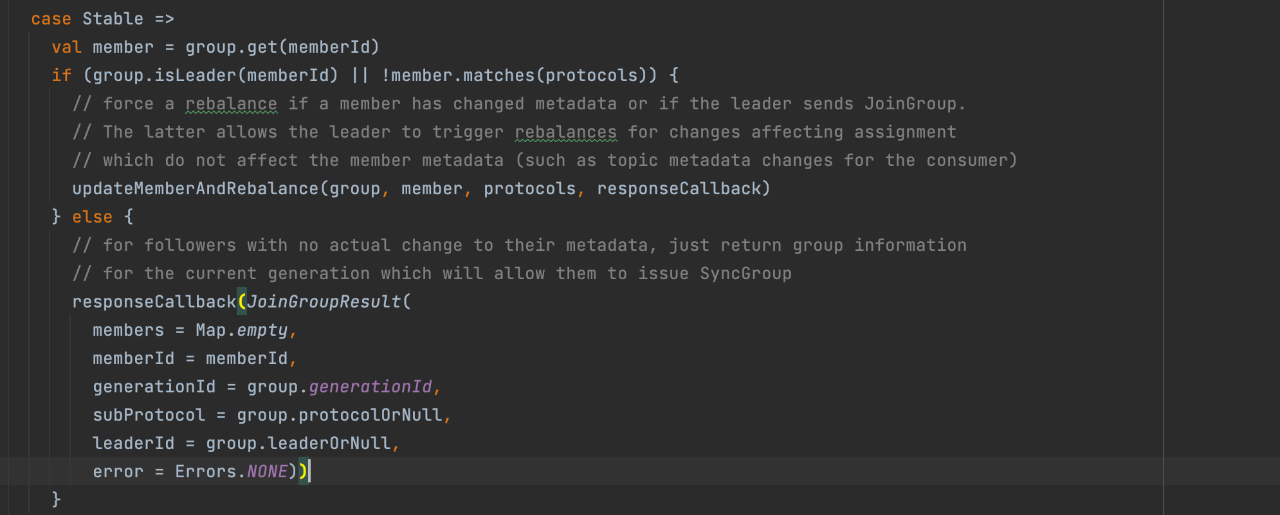 case Stable =>
val member = group.get(memberId)
if (group.isLeader(memberId) || !member.matches(protocols)) {
// force a rebalance if a member has changed metadata or if the leader sends JoinGroup.
// The latter allows the leader to trigger rebalances for changes affecting assignment
// which do not affect the member metadata (such as topic metadata changes for the consumer)
updateMemberAndRebalance(group, member, protocols, responseCallback)
} else {
// for followers with no actual change to their metadata, just return group information
// for the current generation which will allow them to issue SyncGroup
responseCallback(JoinGroupResult(
members = Map.empty,
memberId = memberId,
generationId = group.generationId,
subProtocol = group.protocolOrNull,
leaderId = group.leaderOrNull,
error = Errors.NONE))
}